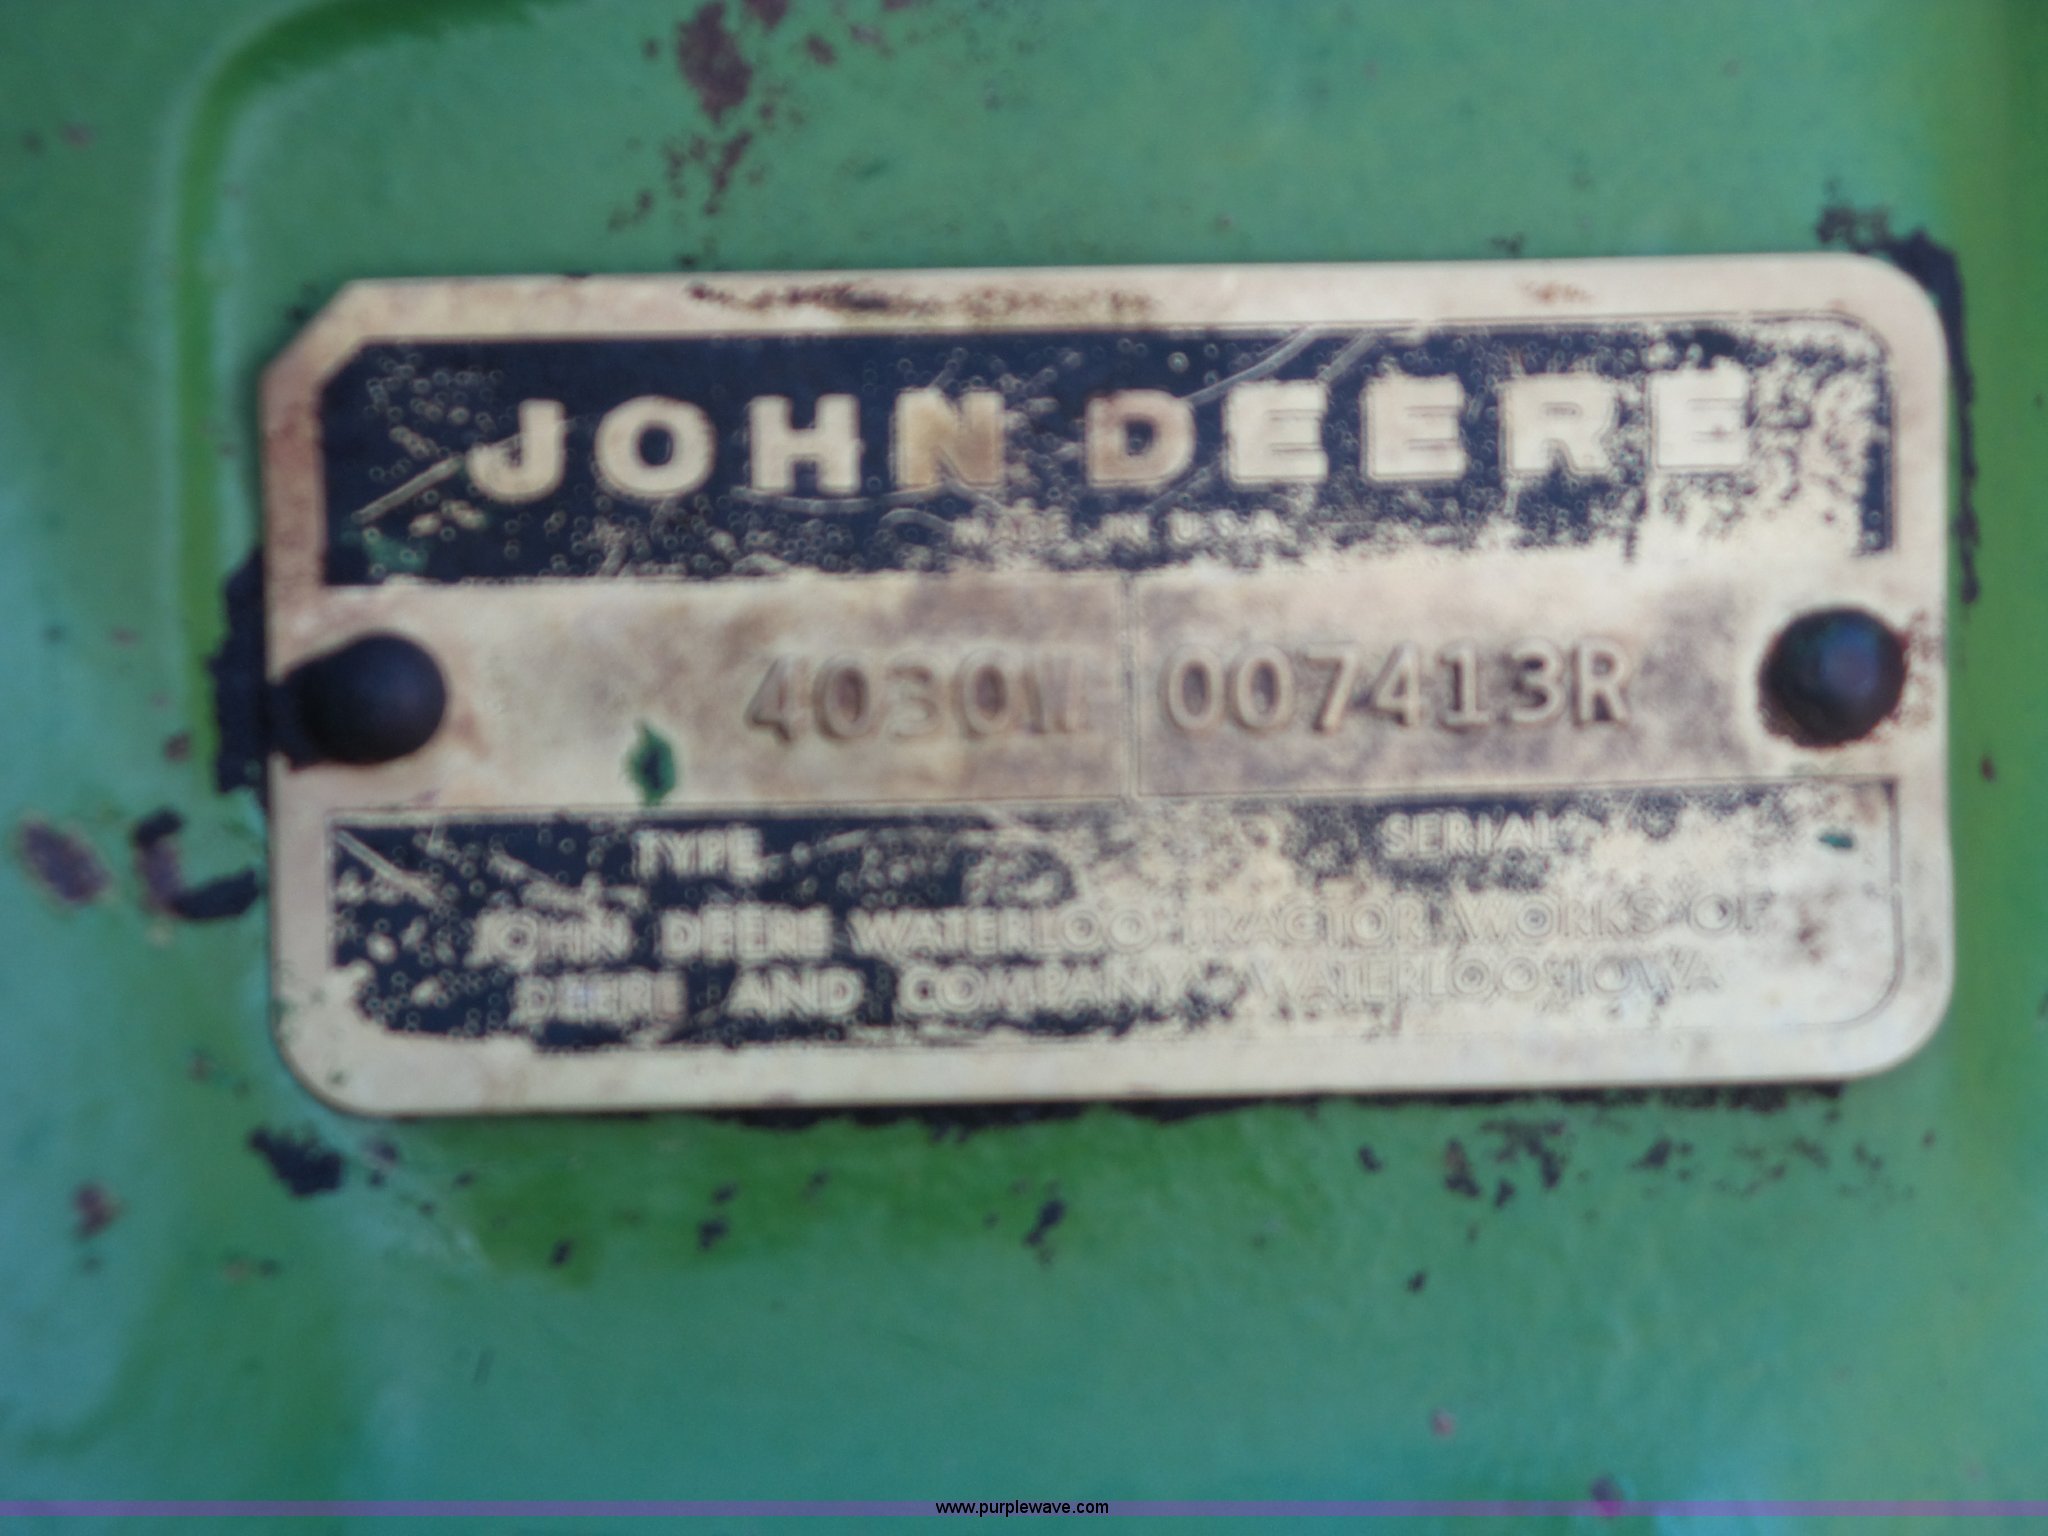 JOHN DEERE
MADE IN U.S.A.
007413R
TYPE SERIAL
JOHN DEERE WATERLOO TRACTOR WORKS OF
DEERE AND COMPANY WATERLOO IOWA
www.purplewave.com